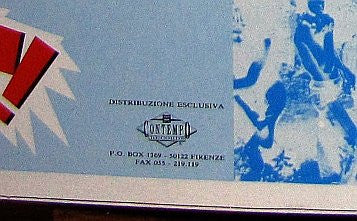 !
DISTRIBUZIONE ESCLUSIVA
CONTEMPO
P.O. BOX 1369 - 50122 FIRENZE
FAX 055 - 219.119